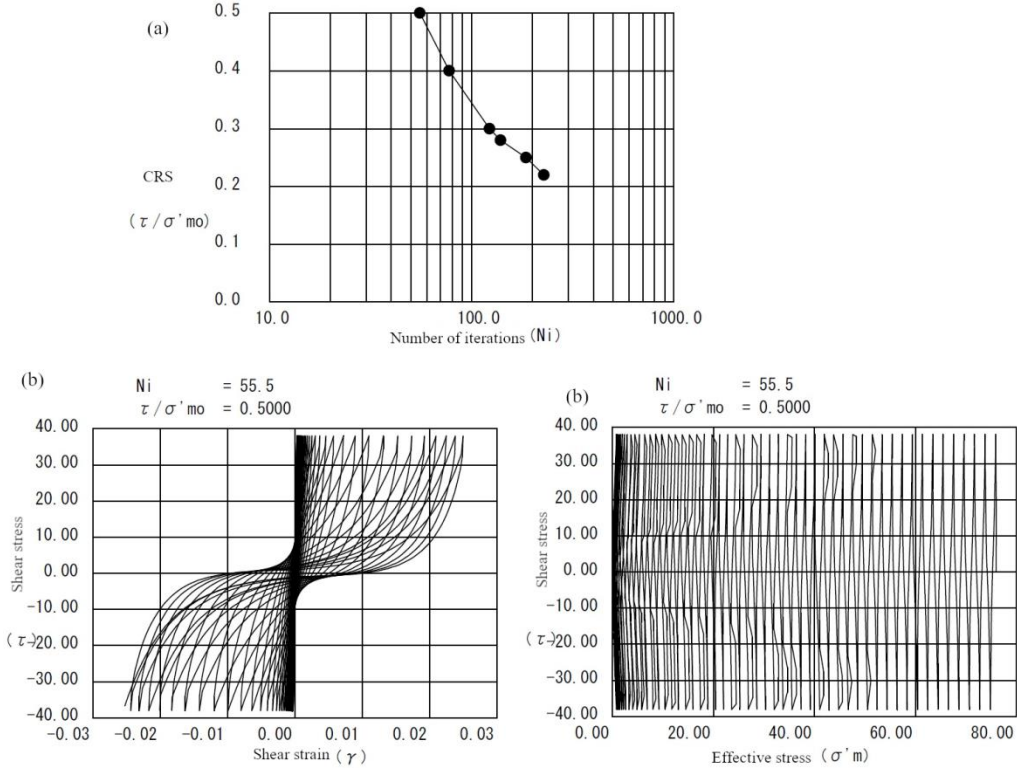 (a)
0.5
0.4
0.3
0.2
0.1
0.0
CRS
(τ/σ'mo)
10.0 100.0 1000.0
Number of iterations (Ni)
(b)
Ni = 55.5
τ/σ'mo = 0.5000
40.00
30.00
20.00
10.00
0.00
-10.00
-20.00
-30.00
-40.00
Shear stress
(τ)
-0.03 -0.02 -0.01 0.00 0.01 0.02 0.03
Shear strain (γ)
(b)
Ni = 55.5
τ/σ'mo = 0.5000
40.00
30.00
20.00
10.00
0.00
-10.00
-20.00
-30.00
-40.00
Shear stress
(τ)
0.00 20.00 40.00 60.00 80.00
Effective stress (σ'm)